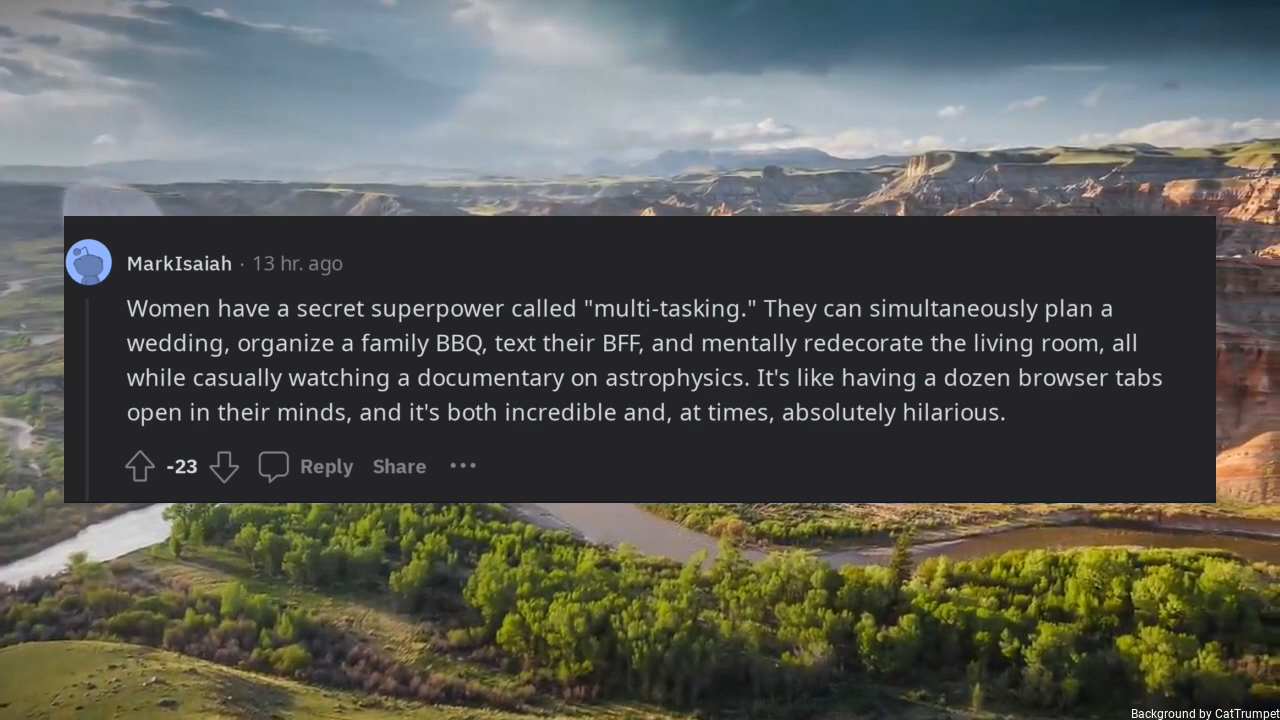 MarkIsaiah · 13 hr. ago
Women have a secret superpower called "multi-tasking." They can simultaneously plan a
wedding, organize a family BBQ, text their BFF, and mentally redecorate the living room, all
while casually watching a documentary on astrophysics. It's like having a dozen browser tabs
open in their minds, and it's both incredible and, at times, absolutely hilarious.
-23 Reply Share ···
Background by CatTrumpet